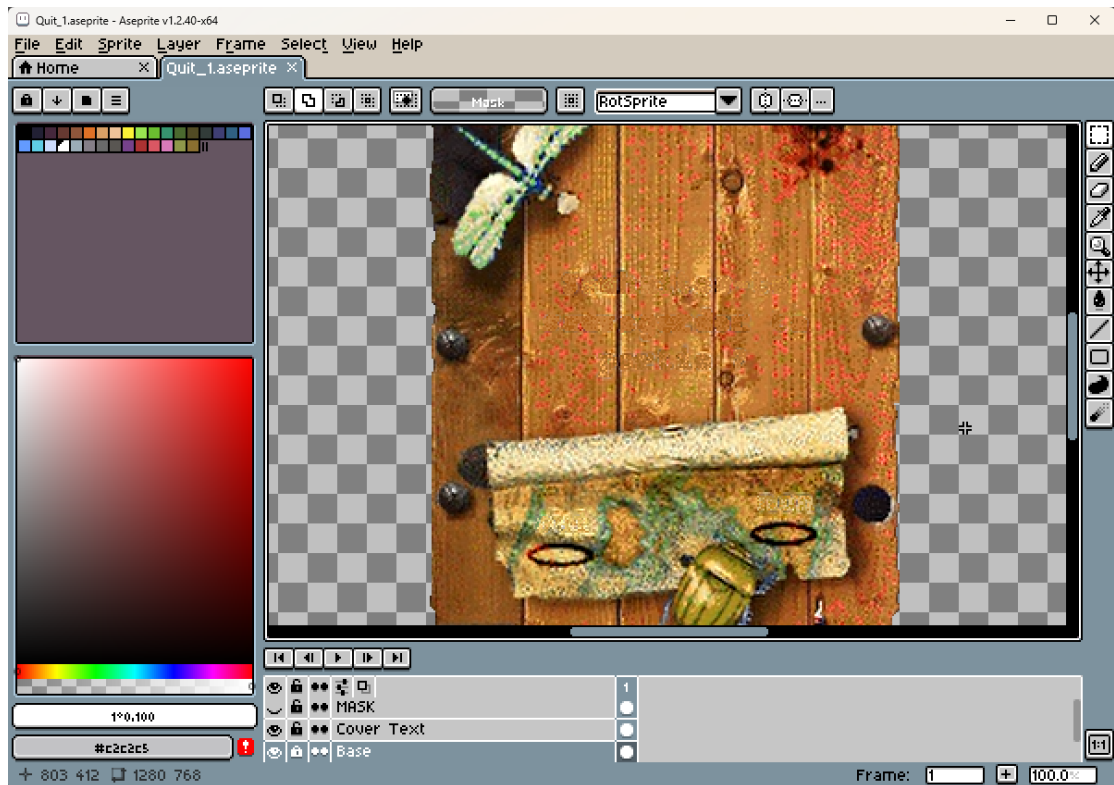 Quit_1.aseprite - Aseprite v1.2.40-x64
File Edit Sprite Layer Frame Select View Help
Home Quit_1.aseprite
Mask RotSprite
1
MASK
Cover Text
Base
1*0.100
#c2c2c5
1:1
803 412 1280 768
Frame: 1 100.0%